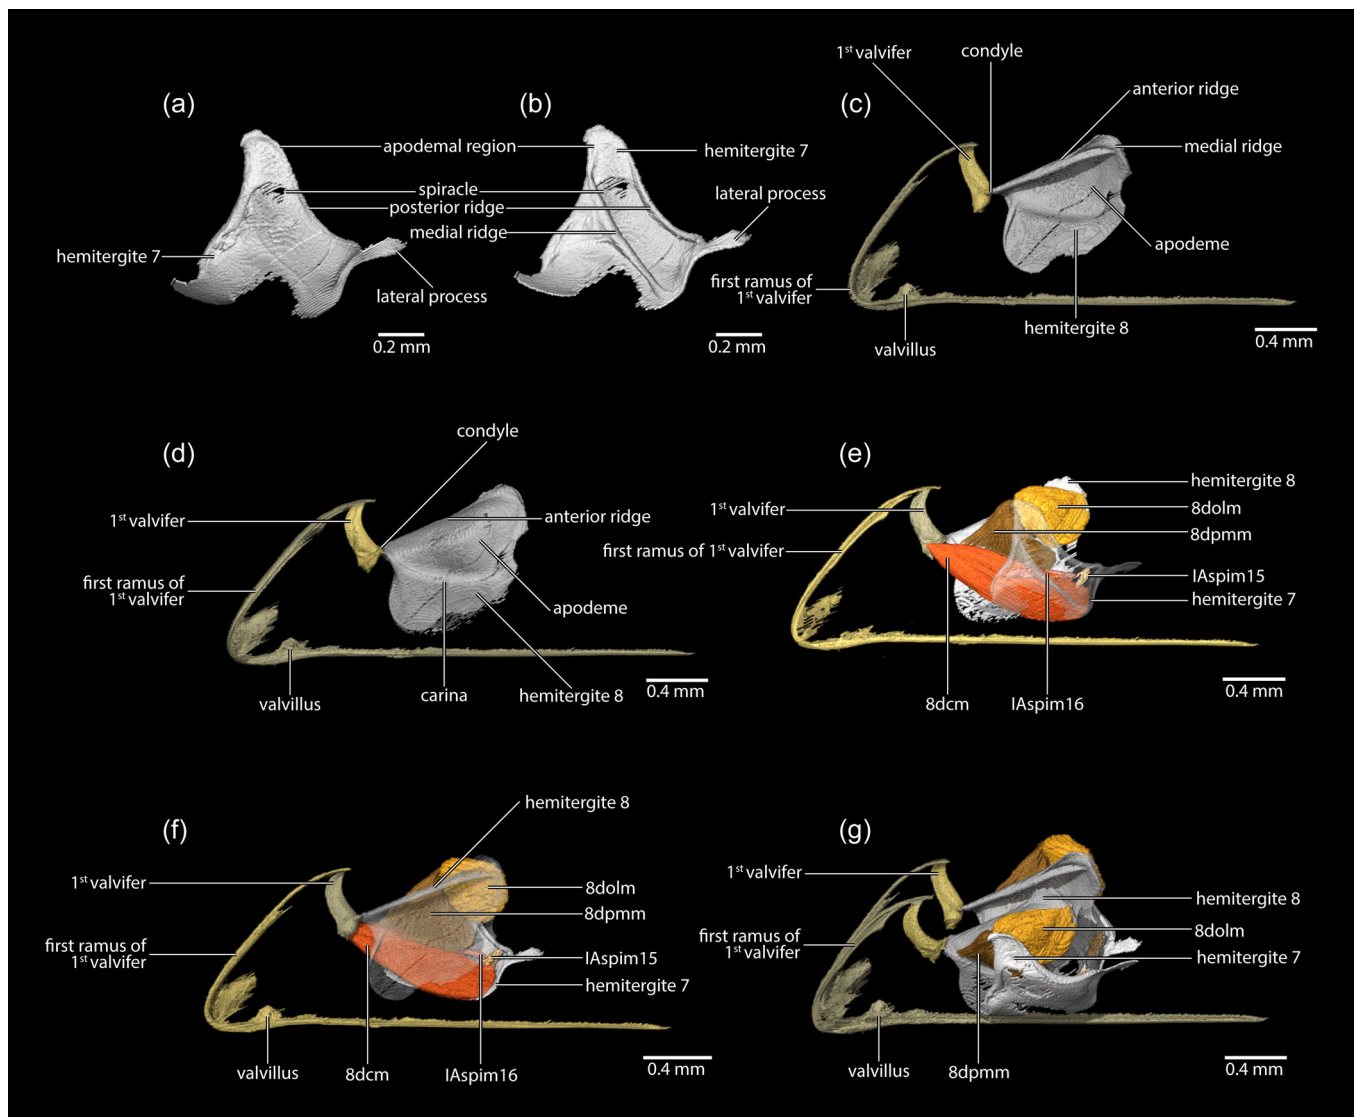 (a)
apodemal region
spiracle
posterior ridge
medial ridge
hemitergite 7
lateral process
0.2 mm
(b)
hemitergite 7
lateral process
0.2 mm
(c)
1st valvifer
condyle
anterior ridge
medial ridge
apodeme
first ramus of
1st valvifer
hemitergite 8
valvillus
0.4 mm
(d)
condyle
1st valvifer
anterior ridge
first ramus of
1st valvifer
apodeme
carina
hemitergite 8
valvillus
0.4 mm
(e)
hemitergite 8
1st valvifer
8dolm
8dpmm
first ramus of 1st valvifer
IAspim15
hemitergite 7
8dcm
IAspim16
0.4 mm
(f)
hemitergite 8
1st valvifer
8dolm
8dpmm
first ramus of
1st valvifer
IAspim15
hemitergite 7
valvillus
8dcm
IAspim16
0.4 mm
(g)
1st valvifer
hemitergite 8
first ramus of
1st valvifer
8dolm
hemitergite 7
valvillus
8dpmm
0.4 mm